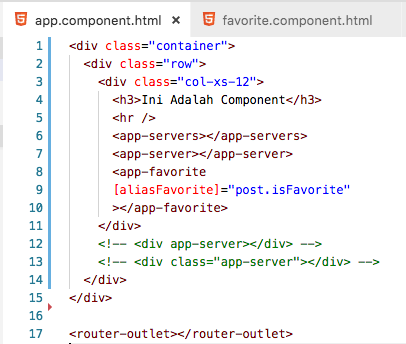 app.component.html × favorite.component.html
1 <div class="container">
2 <div class="row">
3 <div class="col-xs-12">
4 <h3>Ini Adalah Component</h3>
5 <hr />
6 <app-servers></app-servers>
7 <app-server></app-server>
8 <app-favorite
9 [aliasFavorite]="post.isFavorite"
10 ></app-favorite>
11 </div>
12 <!-- <div app-server></div> -->
13 <!-- <div class="app-server"></div> -->
14 </div>
15 </div>
16
17 <router-outlet></router-outlet>